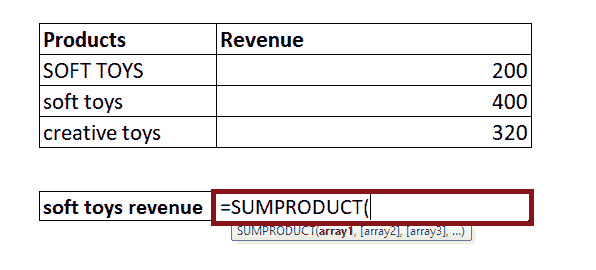 Products Revenue
SOFT TOYS 200
soft toys 400
creative toys 320
soft toys revenue =SUMPRODUCT(
SUMPRODUCT(array1, [array2], [array3], ...)